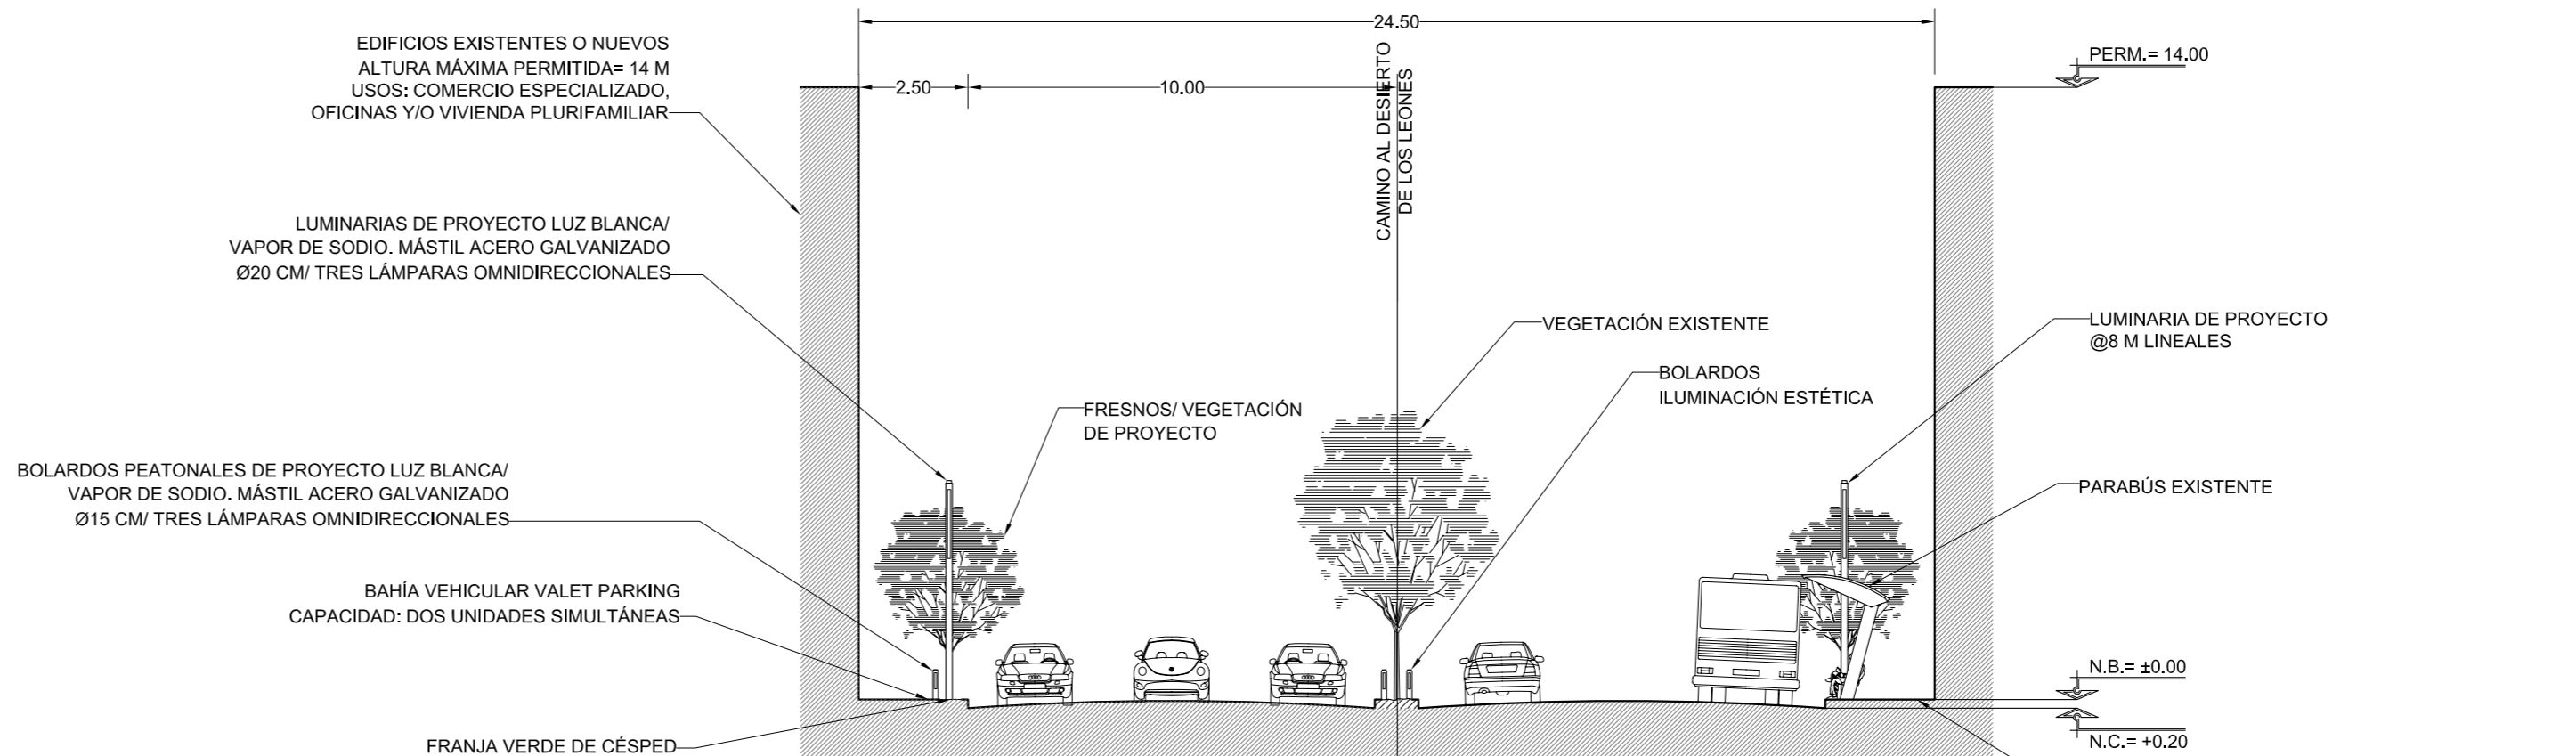 24.50
EDIFICIOS EXISTENTES O NUEVOS
ALTURA MÁXIMA PERMITIDA= 14 M
USOS: COMERCIO ESPECIALIZADO,
OFICINAS Y/O VIVIENDA PLURIFAMILIAR
2.50
10.00
CAMINO AL DESIERTO
DE LOS LEONES
PERM.= 14.00
LUMINARIAS DE PROYECTO LUZ BLANCA/
VAPOR DE SODIO. MÁSTIL ACERO GALVANIZADO
Ø20 CM/ TRES LÁMPARAS OMNIDIRECCIONALES
VEGETACIÓN EXISTENTE
LUMINARIA DE PROYECTO
@8 M LINEALES
BOLARDOS
ILUMINACIÓN ESTÉTICA
FRESNOS/ VEGETACIÓN
DE PROYECTO
BOLARDOS PEATONALES DE PROYECTO LUZ BLANCA/
VAPOR DE SODIO. MÁSTIL ACERO GALVANIZADO
Ø15 CM/ TRES LÁMPARAS OMNIDIRECCIONALES
PARABÚS EXISTENTE
BAHÍA VEHICULAR VALET PARKING
CAPACIDAD: DOS UNIDADES SIMULTÁNEAS
N.B.= ±0.00
FRANJA VERDE DE CÉSPED
N.C.= +0.20